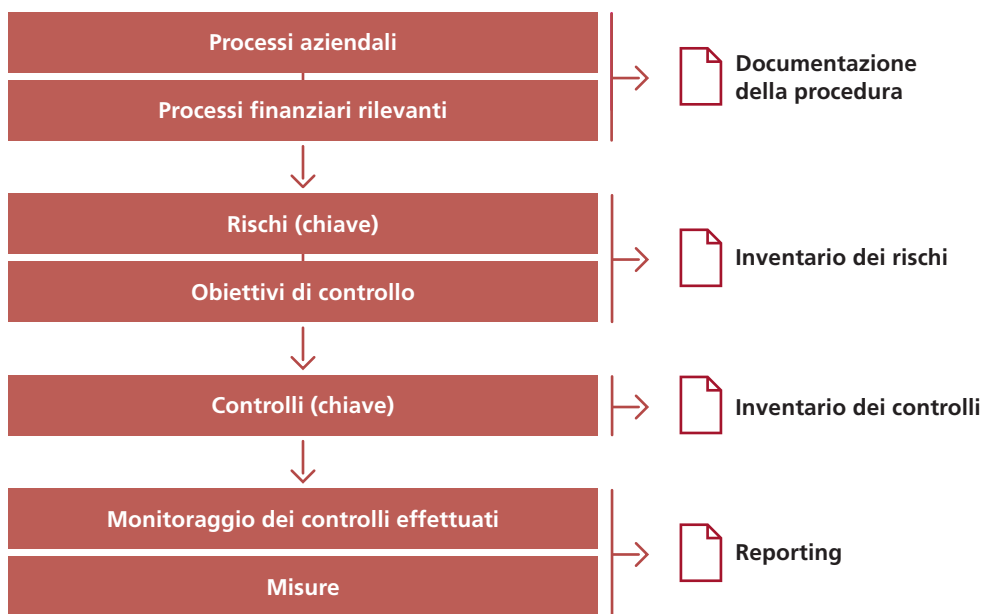 Processi aziendali
Processi finanziari rilevanti
Documentazione
della procedura
Rischi (chiave)
Obiettivi di controllo
Inventario dei rischi
Controlli (chiave)
Inventario dei controlli
Monitoraggio dei controlli effettuati
Misure
Reporting